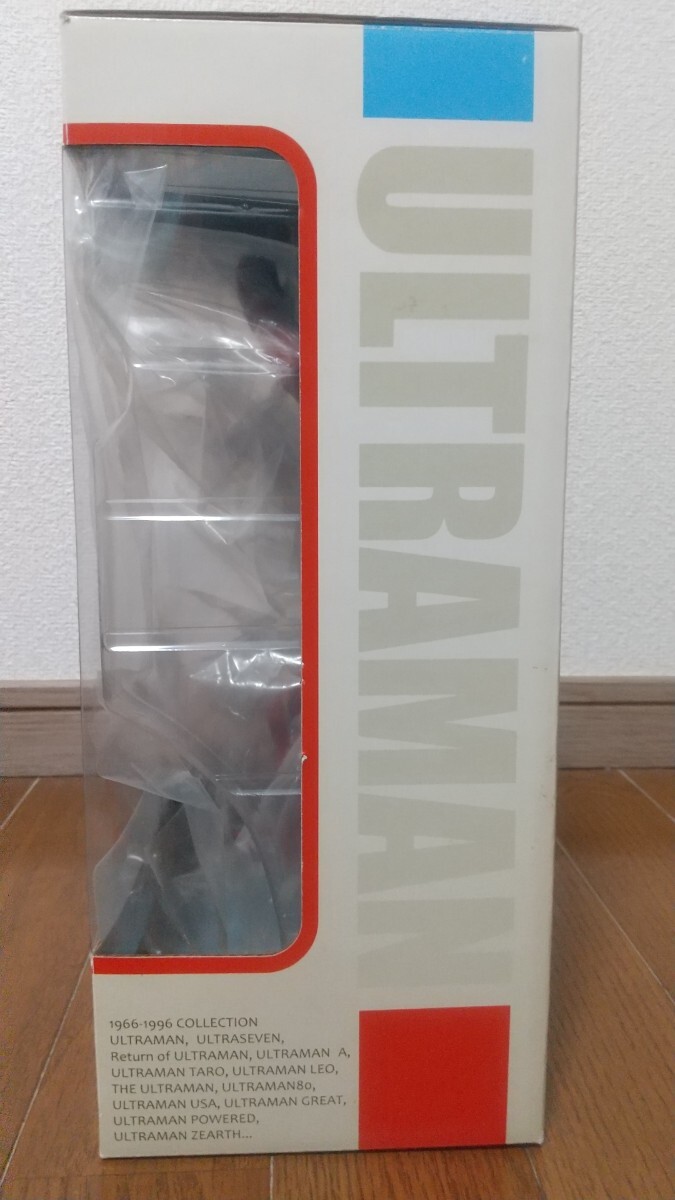 ULTRAMAN
1966-1996 COLLECTION
ULTRAMAN, ULTRASEVEN,
Return of ULTRAMAN, ULTRAMAN A,
ULTRAMAN TARO, ULTRAMAN LEO,
THE ULTRAMAN, ULTRAMAN80,
ULTRAMAN USA, ULTRAMAN GREAT,
ULTRAMAN POWERED,
ULTRAMAN ZEARTH...